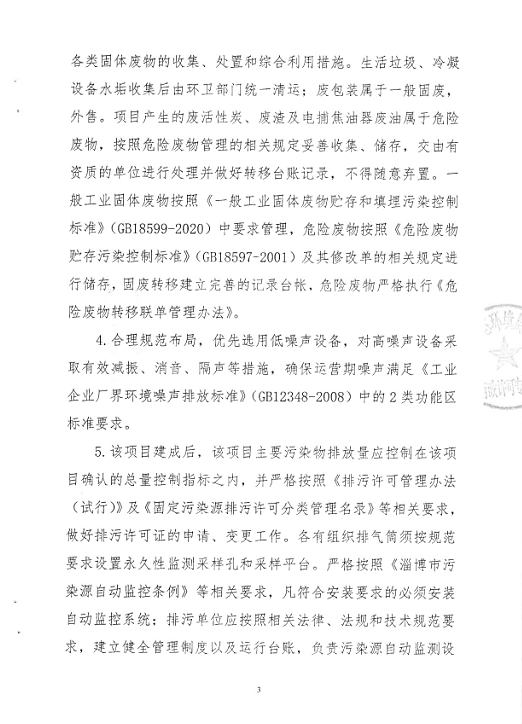 各类固体废物的收集、处置和综合利用措施。生活垃圾、冷凝
设备水垢收集后由环卫部门统一清运；废包装属于一般固废，
外售。项目产生的废活性炭、废渣及电捕焦油器废油属于危险
废物，按照危险废物管理的相关规定妥善收集、储存，交由有
资质的单位进行处理并做好转移台账记录，不得随意弃置。一
般工业固体废物按照《一般工业固体废物贮存和填埋污染控制
标准》（GB18599-2020）中要求管理，危险废物按照《危险废物
贮存污染控制标准》（GB18597-2001）及其修改单的相关规定进
行储存，固废转移建立完善的记录台帐，危险废物严格执行《危
险废物转移联单管理办法》。
4.合理规范布局，优先选用低噪声设备，对高噪声设备采
取有效减振、消音、隔声等措施，确保运营期噪声满足《工业
企业厂界环境噪声排放标准》（GB12348-2008）中的2类功能区
标准要求。
5.该项目建成后，该项目主要污染物排放量应控制在该项
目确认的总量控制指标之内，并严格按照《排污许可管理办法
（试行）》及《固定污染源排污许可分类管理名录》等相关要求，
做好排污许可证的申请、变更工作。各有组织排气筒须按规范
要求设置永久性监测采样孔和采样平台。严格按照《淄博市污
染源自动监控条例》等相关要求，凡符合安装要求的必须安装
自动监控系统；排污单位应按照相关法律、法规和技术规范要
求，建立健全管理制度以及运行台账，负责污染源自动监测设
3